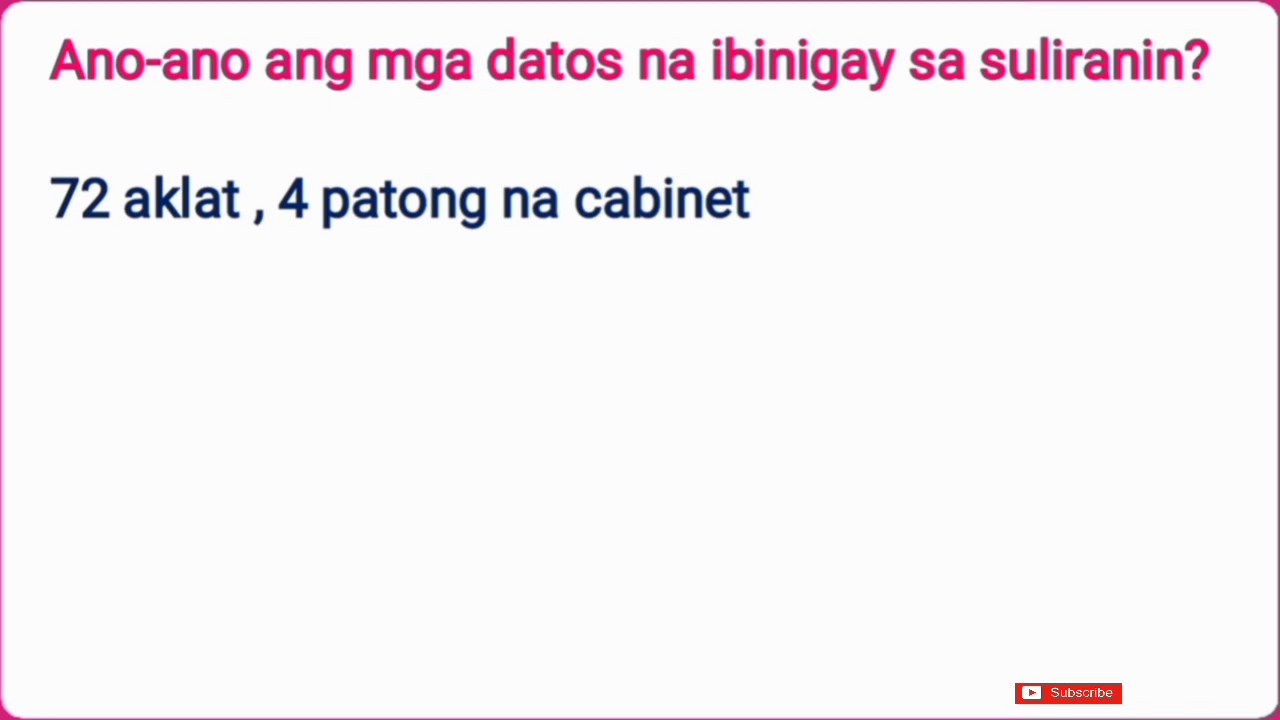 Ano-ano ang mga datos na ibinigay sa suliranin?
72 aklat , 4 patong na cabinet
Subscribe